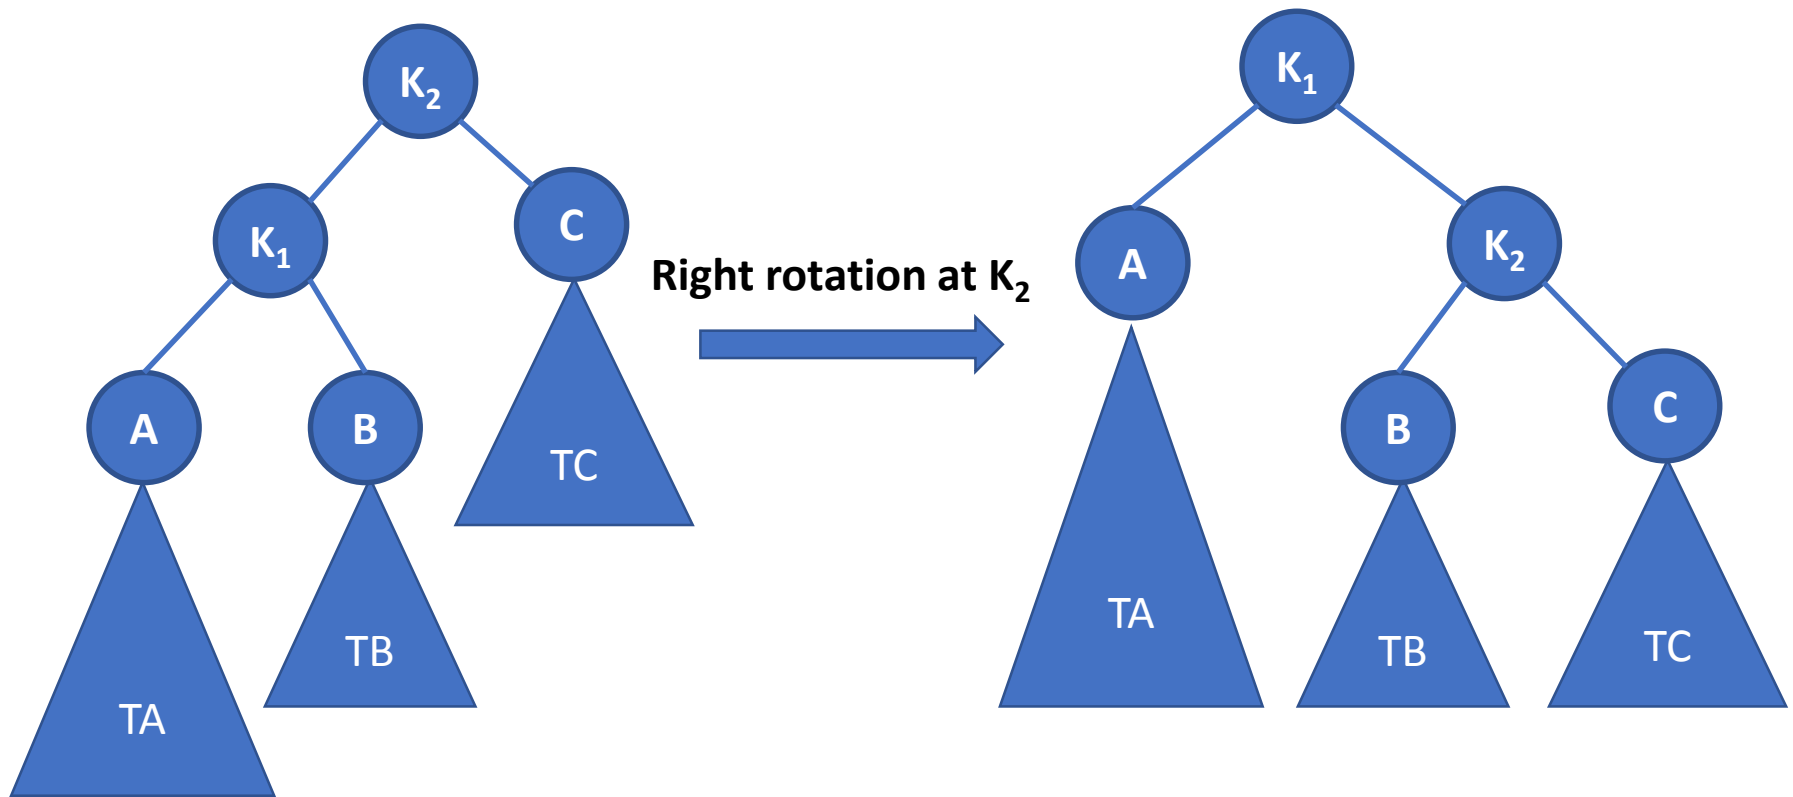 K₂
K₁
C
A
B
TC
TB
TA
Right rotation at K₂
K₁
A
K₂
B
C
TA
TB
TC